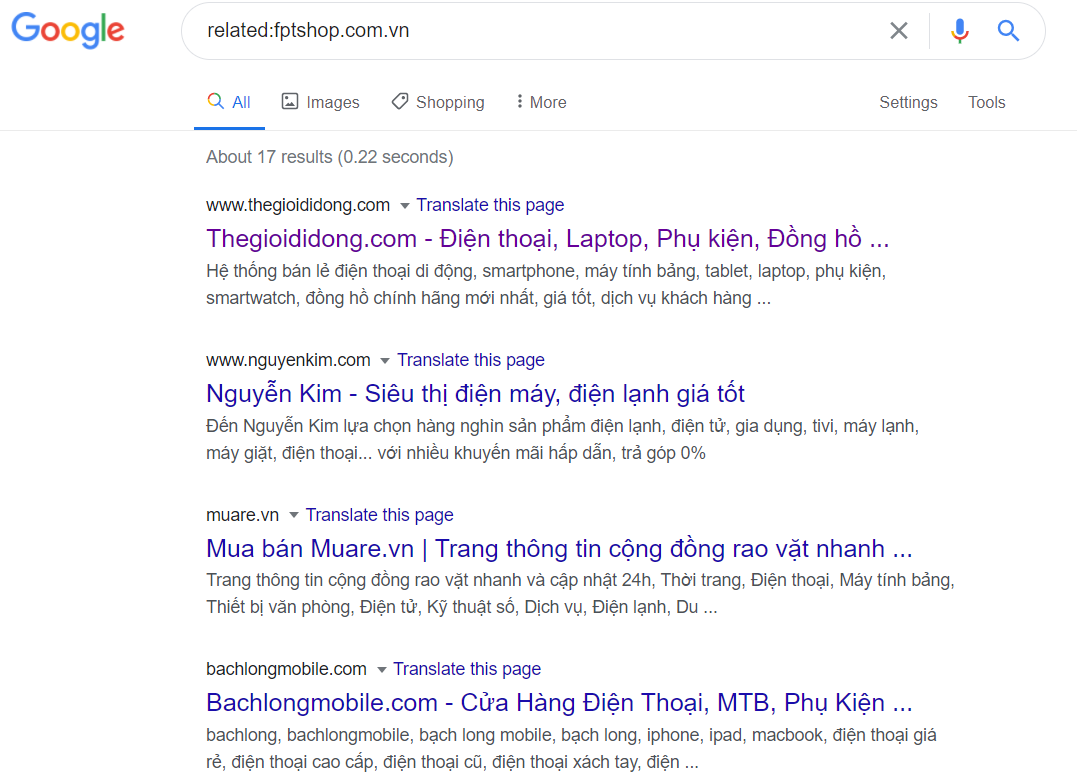 Google
related:fptshop.com.vn
All Images Shopping More Settings Tools
About 17 results (0.22 seconds)
www.thegioididong.com Translate this page
Thegioididong.com - Điện thoại, Laptop, Phụ kiện, Đồng hồ ...
Hệ thống bán lẻ điện thoại di động, smartphone, máy tính bảng, tablet, laptop, phụ kiện,
smartwatch, đồng hồ chính hãng mới nhất, giá tốt, dịch vụ khách hàng ...
www.nguyenkim.com Translate this page
Nguyễn Kim - Siêu thị điện máy, điện lạnh giá tốt
Đến Nguyễn Kim lựa chọn hàng nghìn sản phẩm điện lạnh, điện tử, gia dụng, tivi, máy lạnh,
máy giặt, điện thoại... với nhiều khuyến mãi hấp dẫn, trả góp 0%
muare.vn Translate this page
Mua bán Muare.vn | Trang thông tin cộng đồng rao vặt nhanh ...
Trang thông tin cộng đồng rao vặt nhanh và cập nhật 24h, Thời trang, Điện thoại, Máy tính bảng,
Thiết bị văn phòng, Điện tử, Kỹ thuật số, Dịch vụ, Điện lạnh, Du ...
bachlongmobile.com Translate this page
Bachlongmobile.com - Cửa Hàng Điện Thoại, MTB, Phụ Kiện ...
bachlong, bachlongmobile, bạch long mobile, bạch long, iphone, ipad, macbook, điện thoại giá
rẻ, điện thoại cao cấp, điện thoại cũ, điện thoại xách tay, điện ...